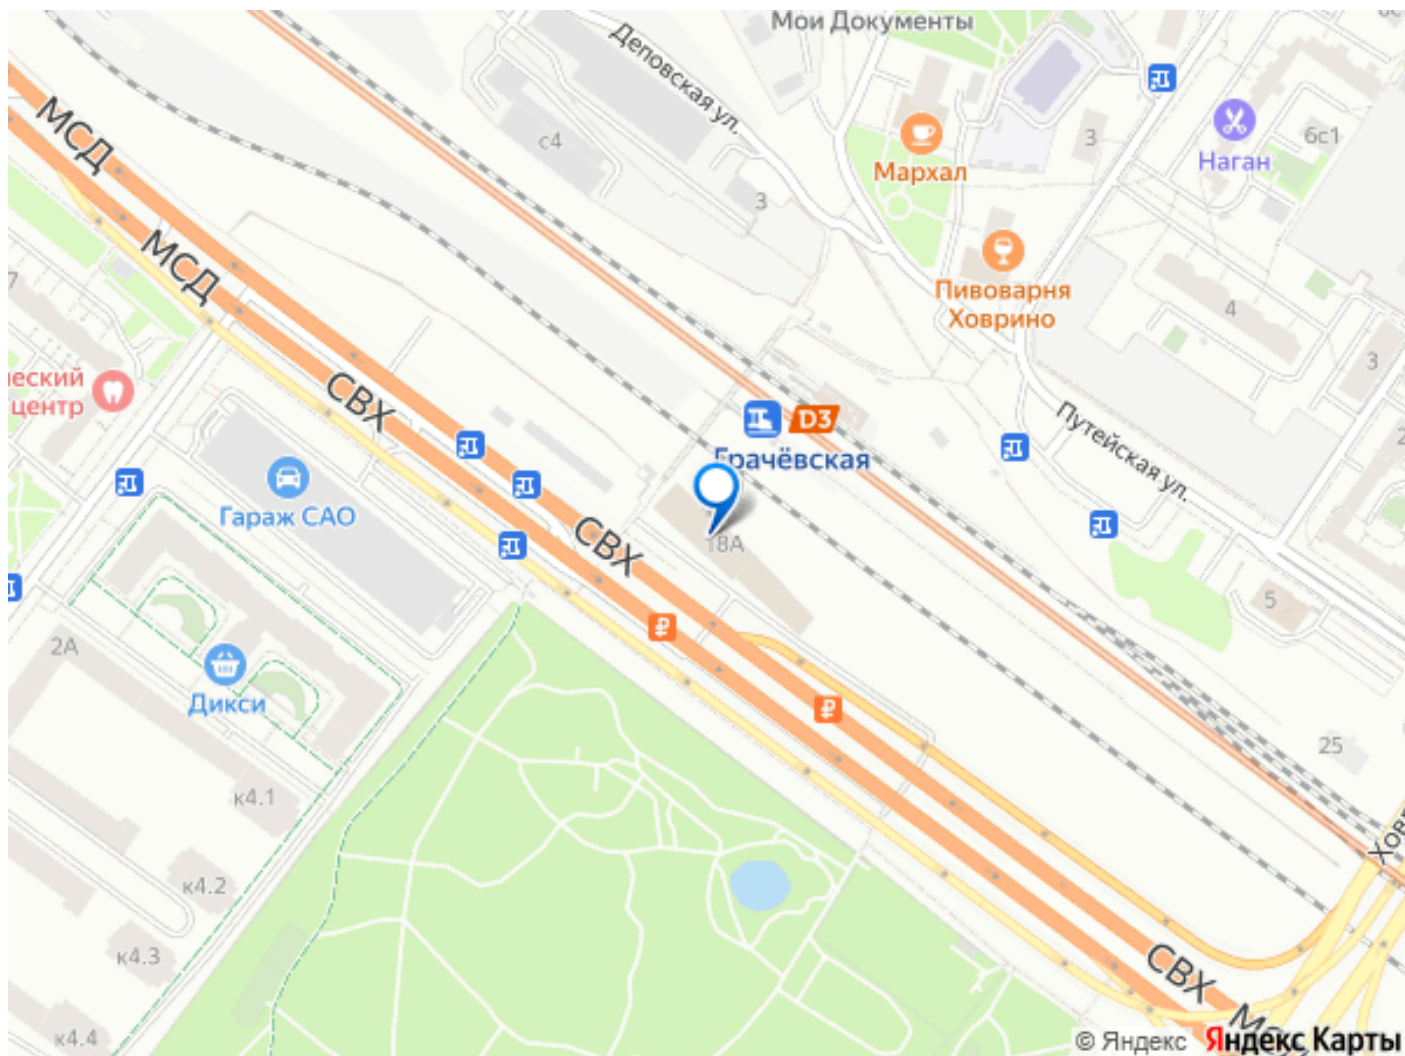 Мои Документы
Деповская ул.
МСД
с4
3
Наган
6с1
Мархал
3
МСД
3
Пивоварня
Ховрино
4
3
еский
центр
СВХ
D3
Грачёвская
Путейская ул.
Гараж САО
СВХ
18А
5
2А
₽
Дикси
₽
25
к4.1
к4.2
к4.3
СВХ
к4.4
© Яндекс Яндекс Карты